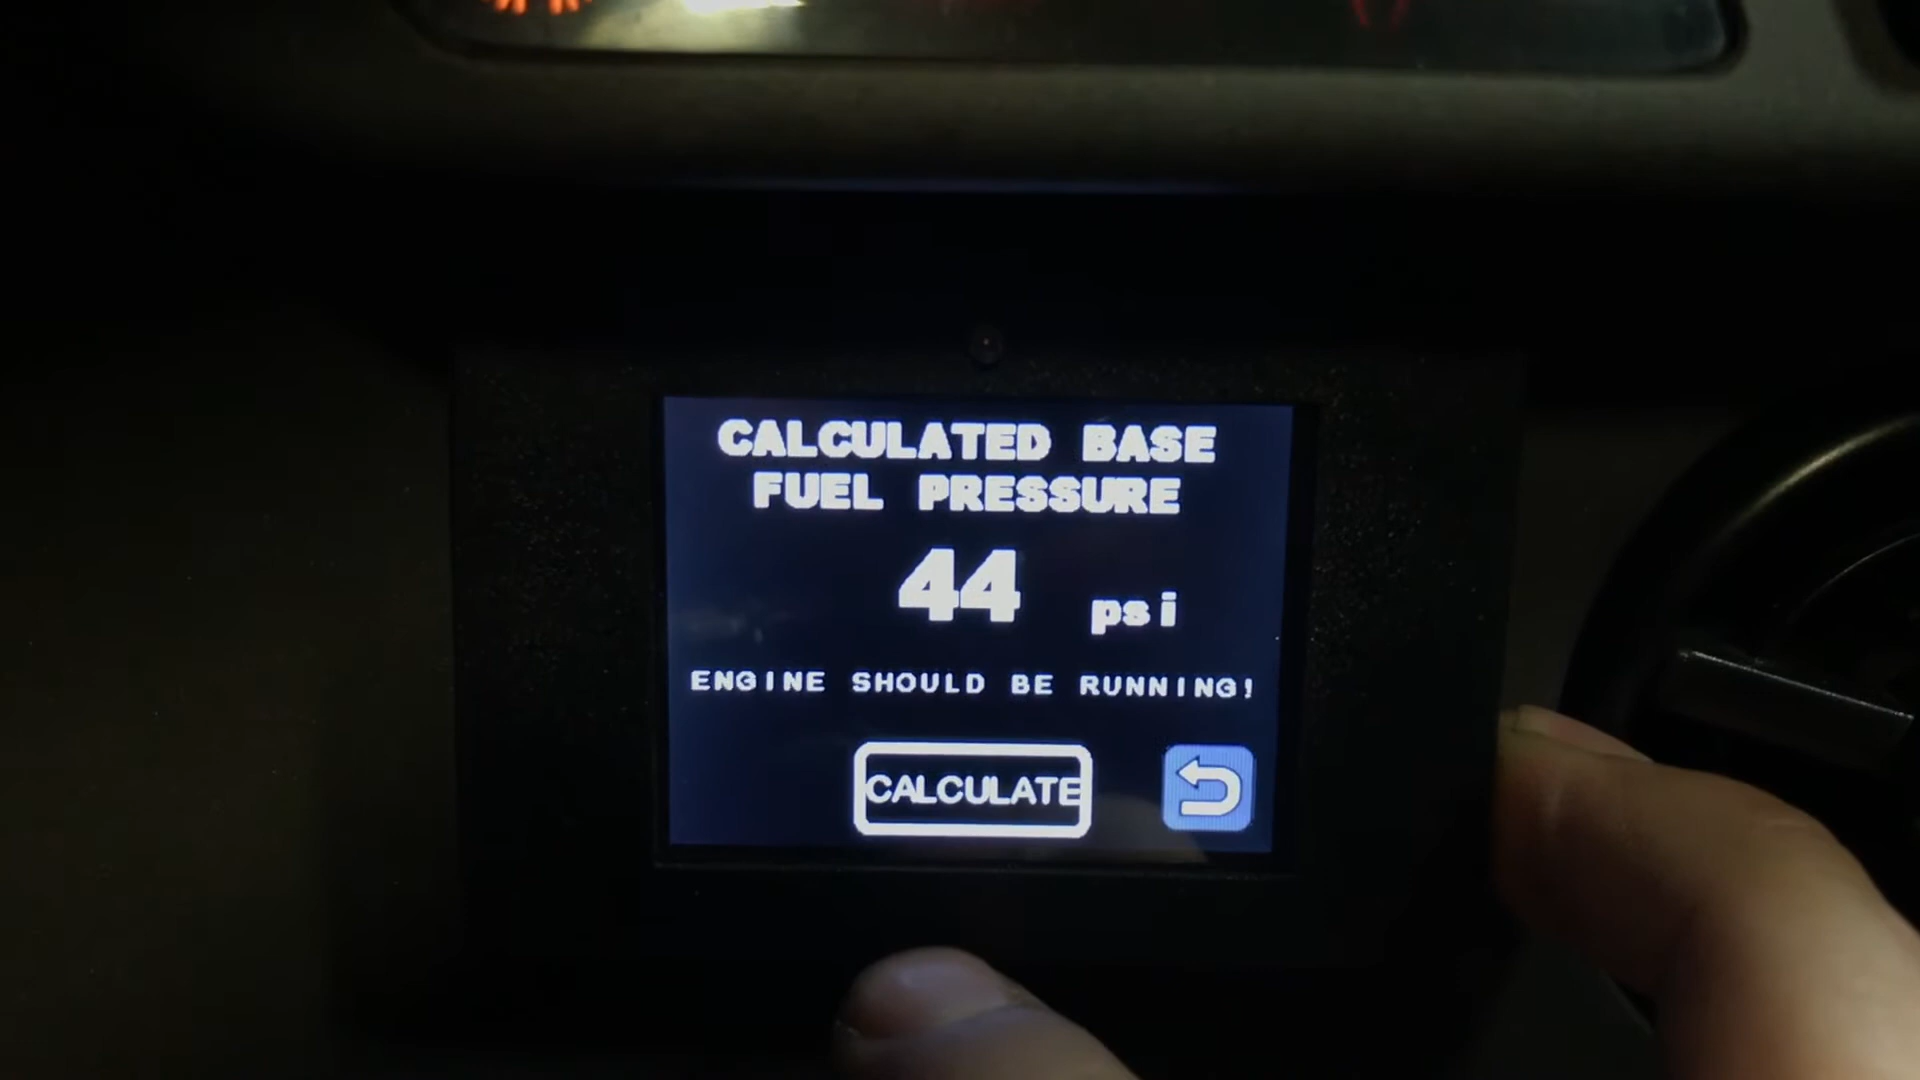 CALCULATED BASE
FUEL PRESSURE
44 psi
ENGINE SHOULD BE RUNNING!
CALCULATE